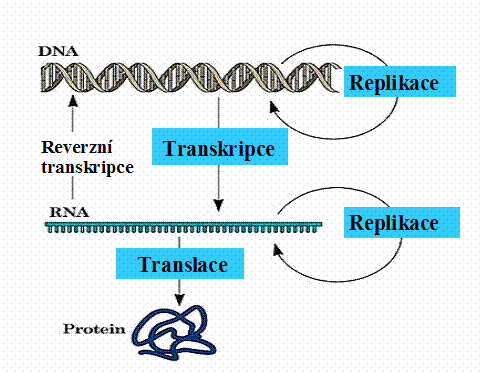 DNA
Replikace
Reverzní
transkripce
Transkripce
RNA
Replikace
Translace
Protein